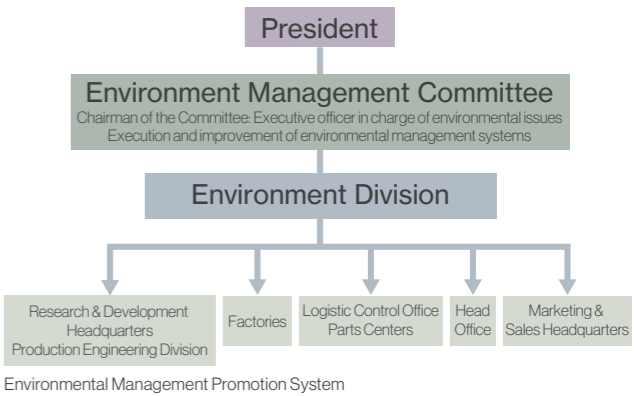 President
Environment Management Committee
Chairman of the Committee: Executive officer in charge of environmental issues
Execution and improvement of environmental management systems
Environment Division
Research & Development
Headquarters
Production Engineering Division
Factories
Logistic Control Office
Parts Centers
Head
Office
Marketing &
Sales Headquarters
Environmental Management Promotion System